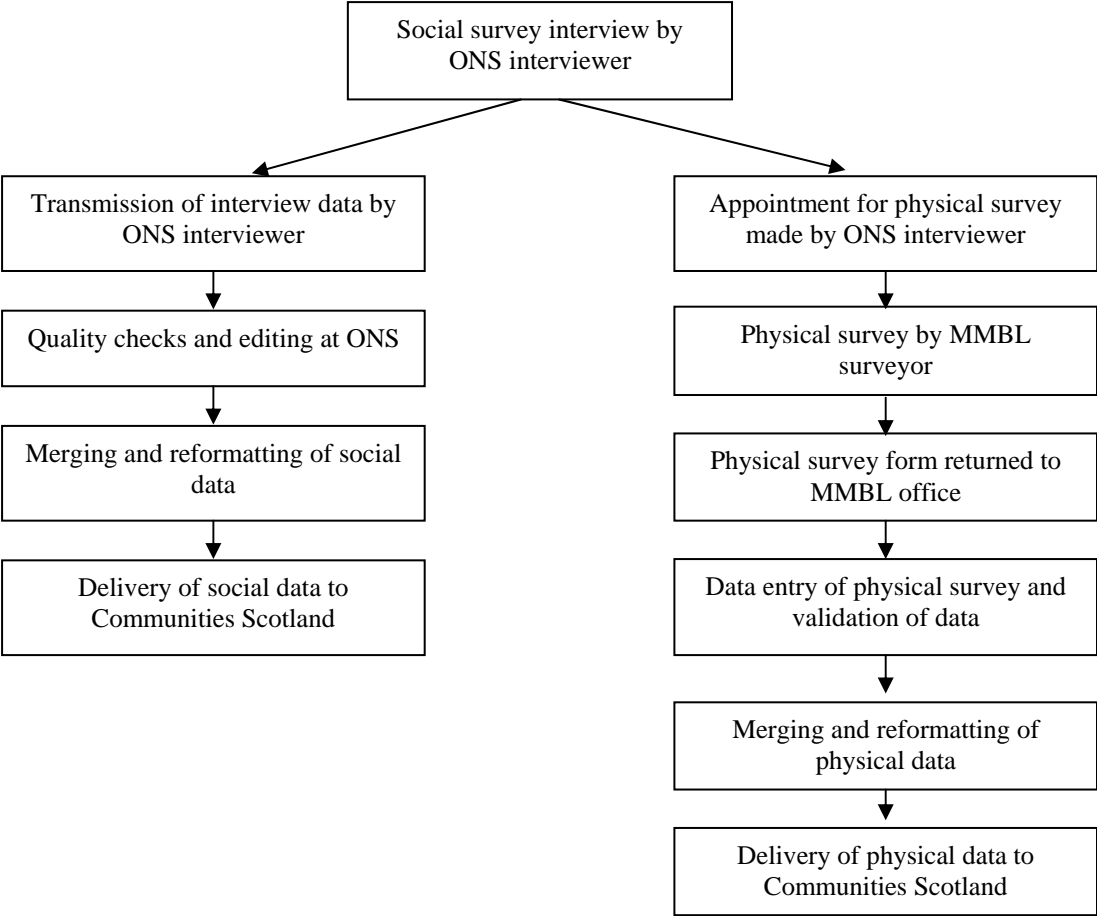 Social survey interview by
ONS interviewer
Transmission of interview data by
ONS interviewer
Quality checks and editing at ONS
Merging and reformatting of social
data
Delivery of social data to
Communities Scotland
Appointment for physical survey
made by ONS interviewer
Physical survey by MMBL
surveyor
Physical survey form returned to
MMBL office
Data entry of physical survey and
validation of data
Merging and reformatting of
physical data
Delivery of physical data to
Communities Scotland